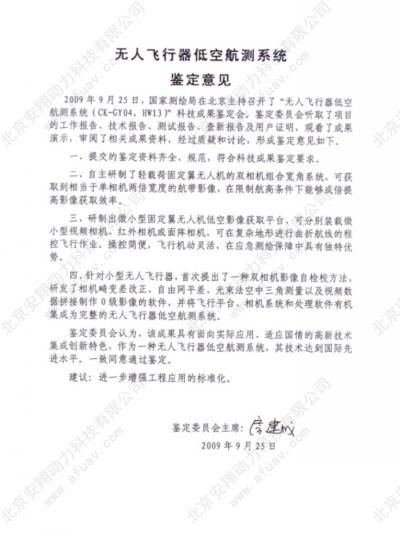 无人飞行器低空航测系统
鉴定意见
2009年9月25日，国家测绘局在北京主持召开了“无人飞行器低空
航测系统（CK-GY04、HW13）”科技成果鉴定会。鉴定委员会听取了项目
的工作报告、技术报告、测试报告、查新报告及用户证明，观看了成果
演示，审阅了相关成果资料，经过质疑和讨论，形成鉴定意见如下。
一、提交的鉴定资料齐全、规范，符合科技成果鉴定要求。
二、自主研制了轻载荷固定翼无人机的双相机组合宽角系统，可获
取到相当于单相机两倍宽度的航带影像，在限制航高条件下能够成倍提
高影像获取效率。
三、研制出微小型固定翼无人机低空影像获取平台，可分别装载微
小型视频相机、红外相机或面阵相机，可在复杂地形进行曲折航线的程
控飞行作业。操控简便，飞行机动灵活，在应急测绘保障中具有独特优
势。
四、针对小型无人飞行器，首次提出了一种双相机影像自检校方法，
研发了相机畸变差改正、自由网平差、光束法空中三角测量以及视频数
据拼接制作0级影像的软件，并将飞行平台、相机系统和处理软件有机
集成为完整的无人飞行器低空航测系统。
鉴定委员会认为，该成果具有面向实际应用、适应国情的高新技术
集成创新特色，作为一种无人飞行器低空航测系统，其技术达到国际先
进水平。一致同意通过鉴定。
建议：进一步增强工程应用的标准化。
鉴定委员会主席：
2009年9月25日
北京安翔动力科技有限公司
www.afuav.com